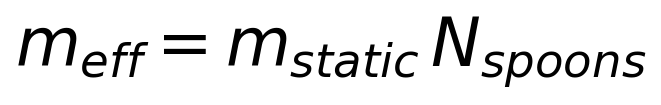 m_eff = m_static N_spoons